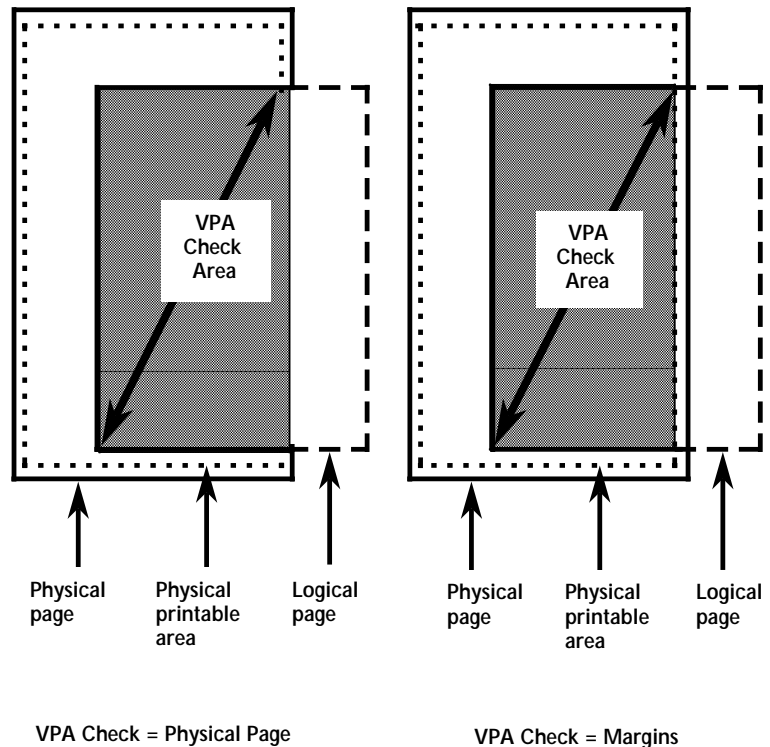 VPA
Check
Area
VPA
Check
Area
Physical
page
Physical
printable
area
Logical
page
Physical
page
Physical
printable
area
Logical
page
VPA Check = Physical Page
VPA Check = Margins